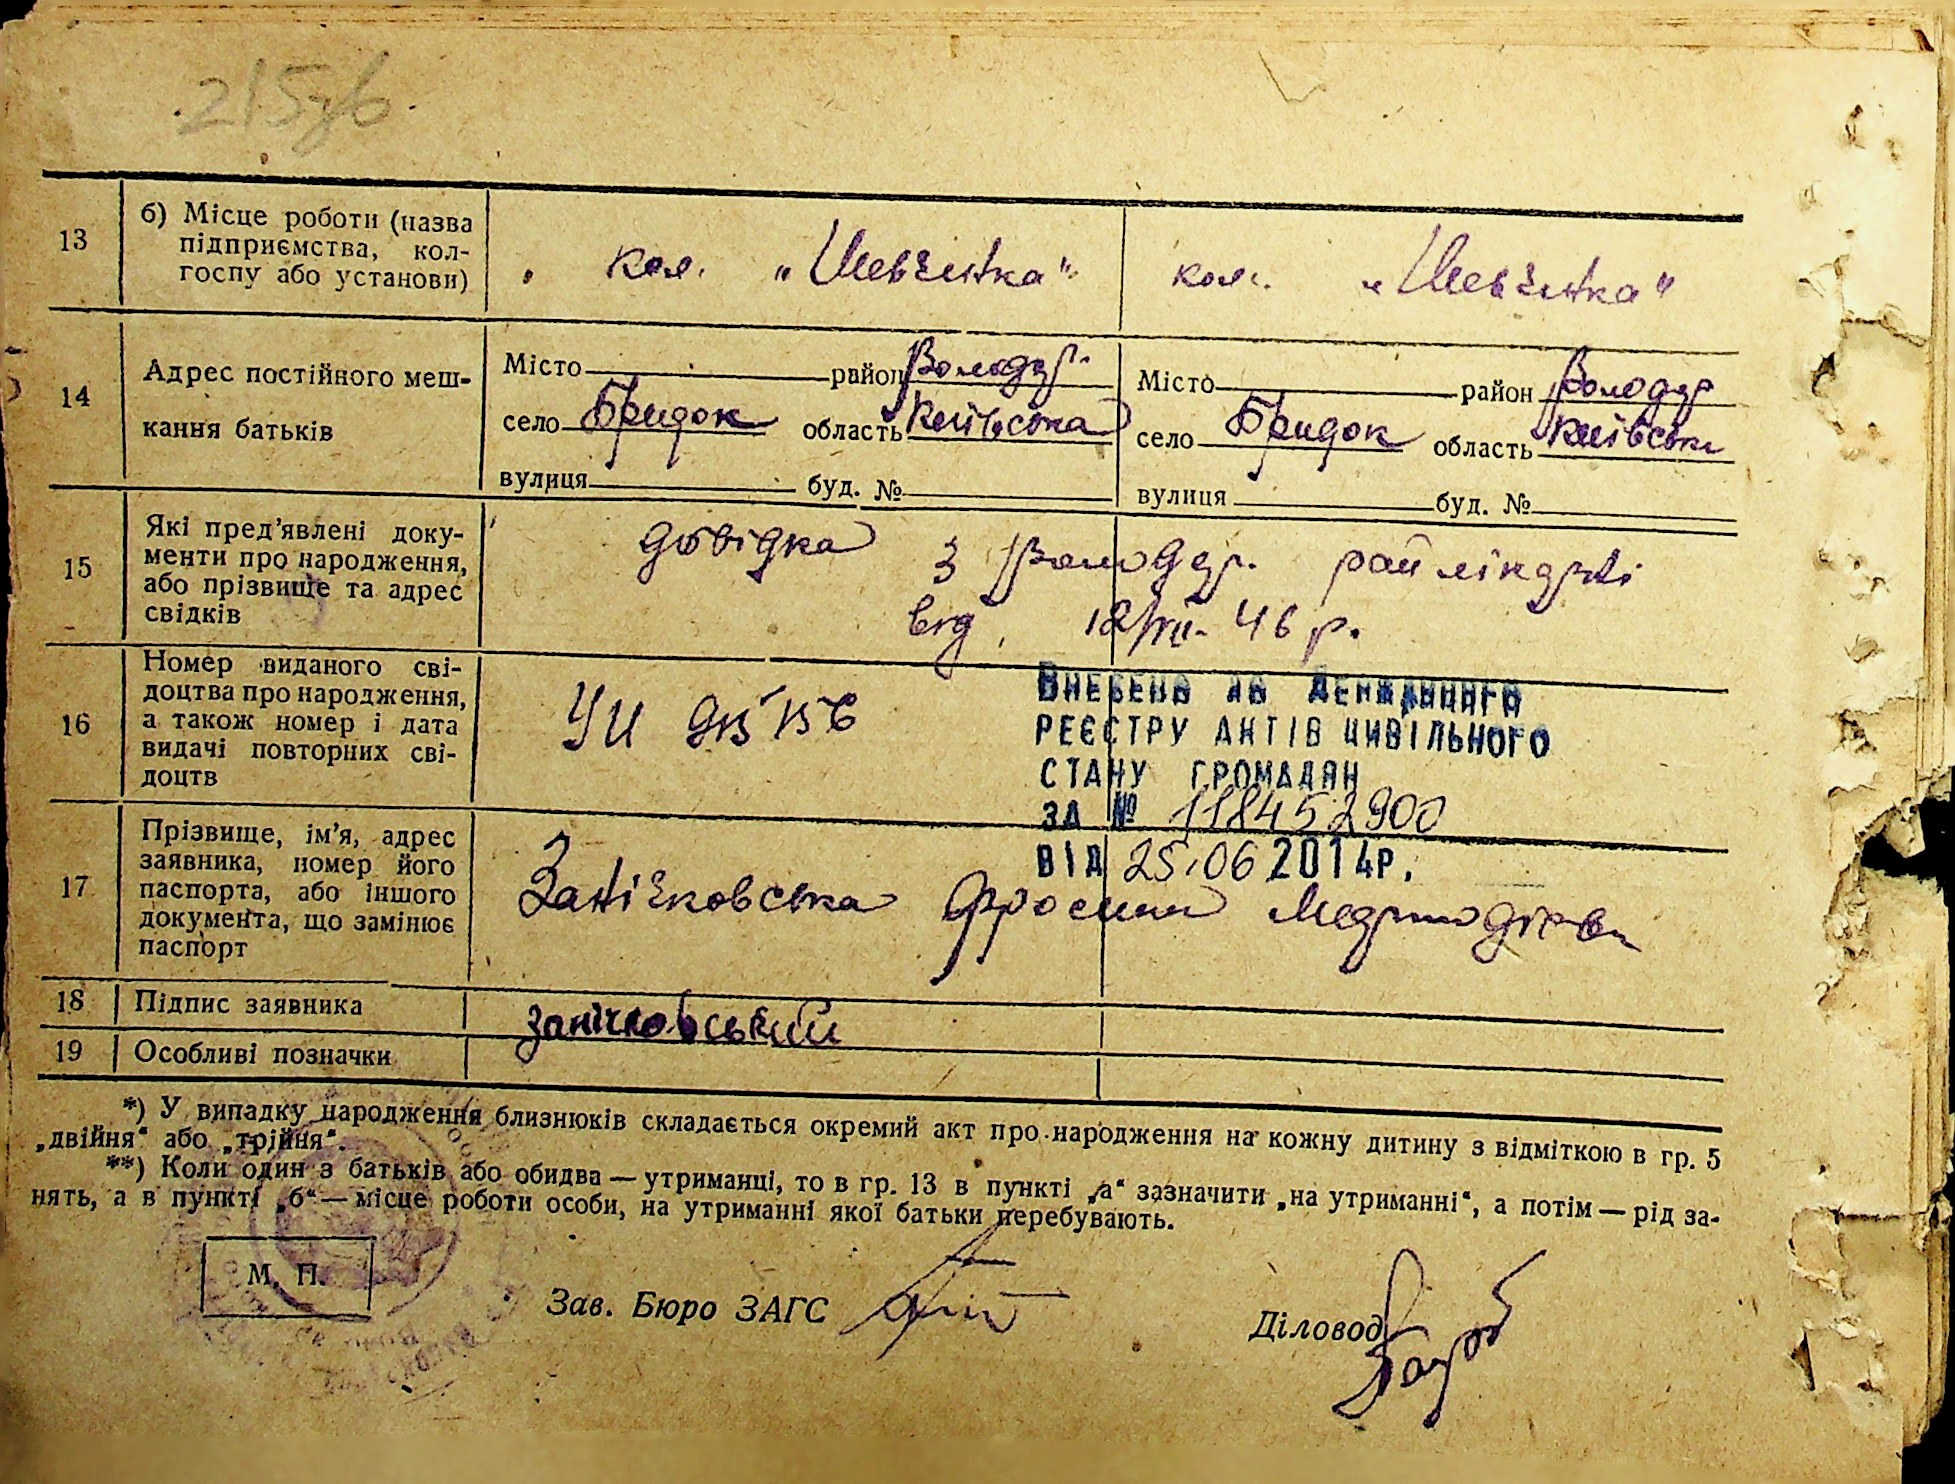 13
б) Місце роботи (назва
підприємства, кол-
госпу або установи)
кол. „Шевченка“
кол. „Шевченка“
14
Адрес постійного меш-
кання батьків
Місто район Володар.
село Бридок область Київська
вулиця буд. №
Місто район Володар
село Бридок область Київськ
вулиця буд. №
15
Які пред’явлені доку-
менти про народження,
або прізвище та адрес
свідків
довідка з Володар. райлікарні
від 12/VII- 46 р.
16
Номер виданого сві-
доцтва про народження,
а також номер і дата
видачі повторних сві-
доцтв
ВНЕСЕНО ДО ДЕРЖАВНОГО
РЕЄСТРУ АКТІВ ЦИВІЛЬНОГО
СТАНУ ГРОМАДЯН
ЗА № 118452900
ВІД 25.06 2014р.
17
Прізвище, ім’я, адрес
заявника, номер його
паспорта, або іншого
документа, що замінює
паспорт
Занічковська
18
Підпис заявника
Занічковський
19
Особливі позначки
*) У випадку народження близнюків складається окремий акт про народження на кожну дитину з відміткою в гр. 5
„двійня“ або „трійня“.
**) Коли один з батьків або обидва — утриманці, то в гр. 13 в пункті „а“ зазначити „на утриманні“, а потім — рід за-
нять, а в пункті „б“ — місце роботи особи, на утриманні якої батьки перебувають.
М. П.
Зав. Бюро ЗАГС
Діловод